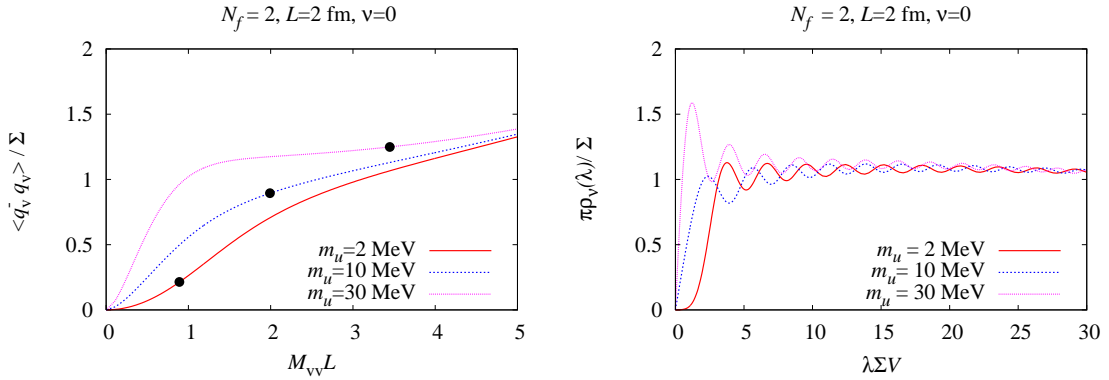 N_f = 2, L=2 fm, ν=0
<q̄_v q_v> / Σ
2
1.5
1
0.5
0
m_u=2 MeV
m_u=10 MeV
m_u=30 MeV
0 1 2 3 4 5
M_vv L
N_f = 2, L=2 fm, ν=0
πρ_ν(λ)/ Σ
2
1.5
1
0.5
0
m_u = 2 MeV
m_u = 10 MeV
m_u = 30 MeV
0 5 10 15 20 25 30
λΣV